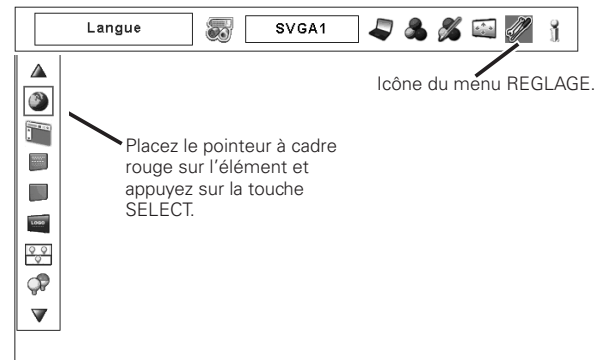 Langue
SVGA1
Icône du menu REGLAGE.
Placez le pointeur à cadre
rouge sur l'élément et
appuyez sur la touche
SELECT.
LOGO